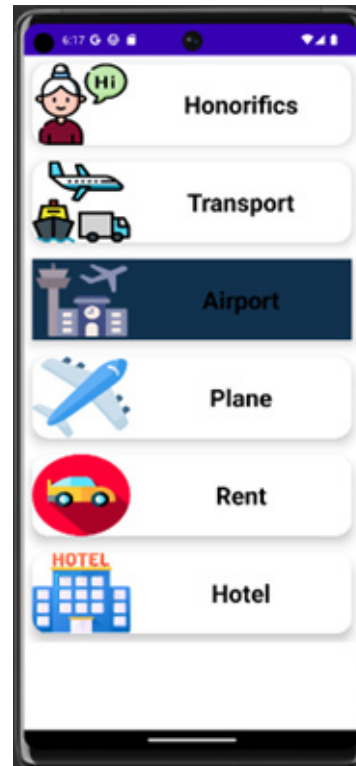 6:17 G
Hi
Honorifics
Transport
Airport
Plane
Rent
HOTEL
Hotel